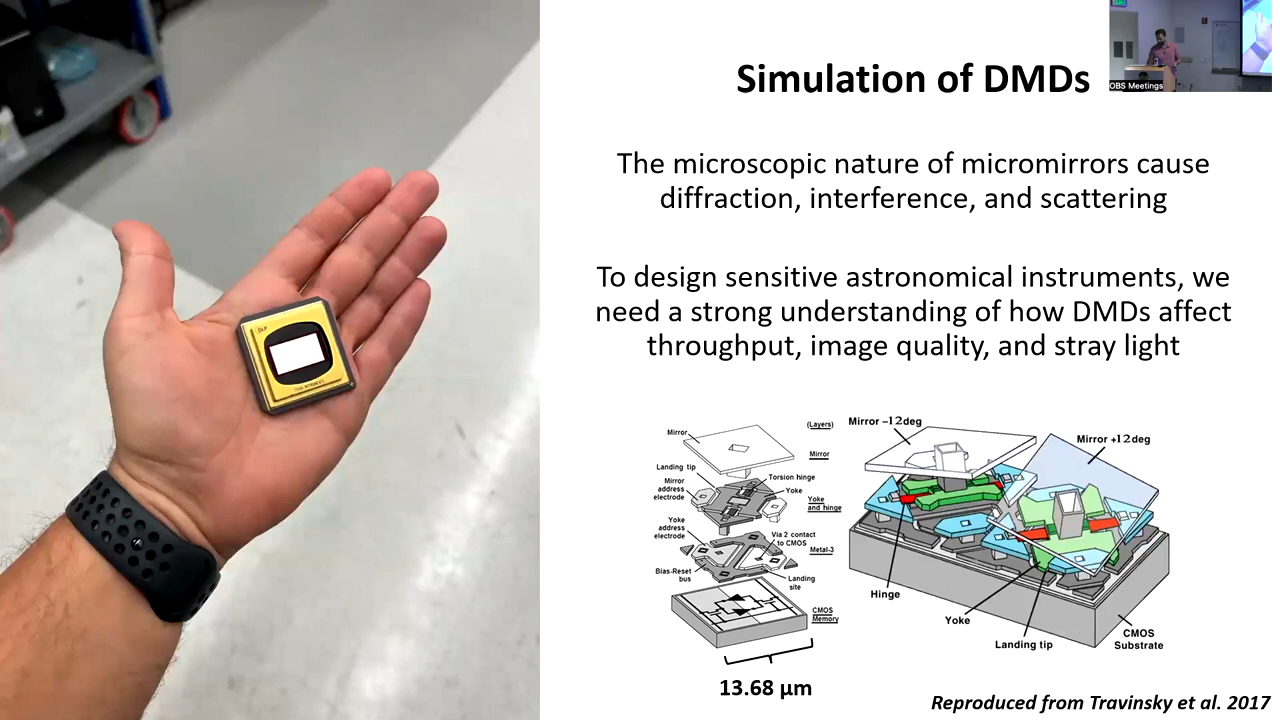 Simulation of DMDs
OBS Meetings
The microscopic nature of micromirrors cause
diffraction, interference, and scattering
To design sensitive astronomical instruments, we
need a strong understanding of how DMDs affect
throughput, image quality, and stray light
DLP
TEXAS INSTRUMENTS
(Layers)
Mirror
Mirror
Landing tip
Torsion hinge
Mirror
address
electrode
Yoke
Yoke
and hinge
Yoke
address
electrode
Via 2 contact
to CMOS
Metal-3
Bias-Reset
bus
Landing
site
CMOS
Memory
13.68 µm
Mirror −12deg
Mirror +12deg
Hinge
Yoke
Landing tip
CMOS
Substrate
Reproduced from Travinsky et al. 2017